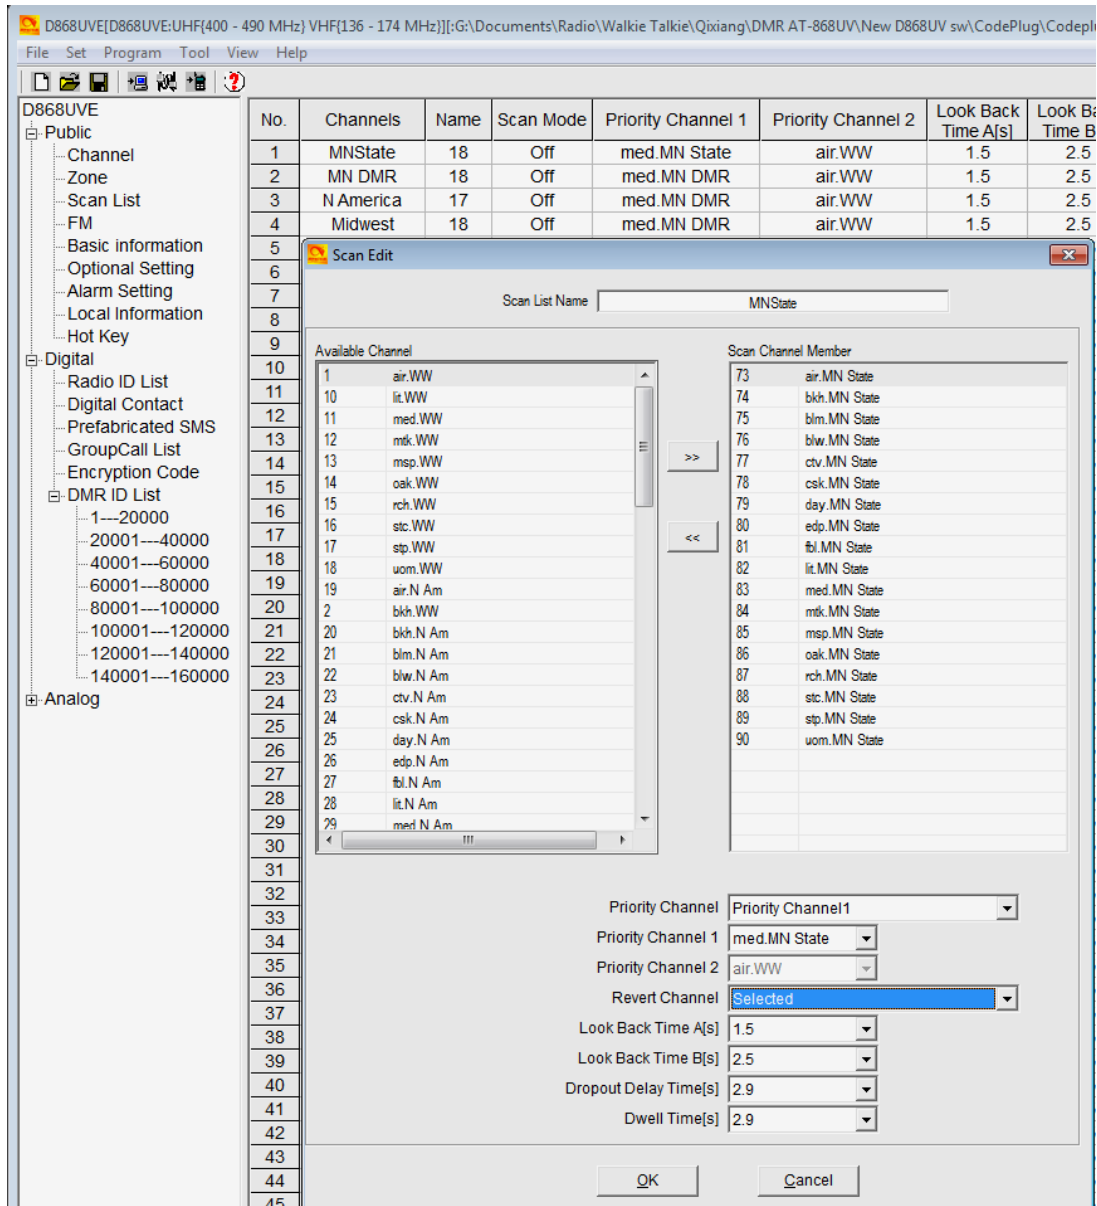 D868UVE[D868UVE:UHF{400 - 490 MHz} VHF{136 - 174 MHz}][:G:\Documents\Radio\Walkie Talkie\Qixiang\DMR AT-868UV\New D868UV sw\CodePlug\Codeplu
File Set Program Tool View Help
D868UVE
Public
Channel
Zone
Scan List
FM
Basic information
Optional Setting
Alarm Setting
Local Information
Hot Key
Digital
Radio ID List
Digital Contact
Prefabricated SMS
GroupCall List
Encryption Code
DMR ID List
1---20000
20001---40000
40001---60000
60001---80000
80001---100000
100001---120000
120001---140000
140001---160000
Analog
No. Channels Name Scan Mode Priority Channel 1 Priority Channel 2 Look Back Time A[s] Look Ba Time B
1 MNState 18 Off med.MN State air.WW 1.5 2.5
2 MN DMR 18 Off med.MN DMR air.WW 1.5 2.5
3 N America 17 Off med.MN DMR air.WW 1.5 2.5
4 Midwest 18 Off med.MN DMR air.WW 1.5 2.5
5
6
7
8
9
10
11
12
13
14
15
16
17
18
19
20
21
22
23
24
25
26
27
28
29
30
31
32
33
34
35
36
37
38
39
40
41
42
43
44
45
Scan Edit
Scan List Name MNState
Available Channel
1 air.WW
10 lit.WW
11 med.WW
12 mtk.WW
13 msp.WW
14 oak.WW
15 rch.WW
16 stc.WW
17 stp.WW
18 uom.WW
19 air.N Am
2 bkh.WW
20 bkh.N Am
21 blm.N Am
22 blw.N Am
23 ctv.N Am
24 csk.N Am
25 day.N Am
26 edp.N Am
27 fbl.N Am
28 lit.N Am
29 med.N Am
>>
<<
Scan Channel Member
73 air.MN State
74 bkh.MN State
75 blm.MN State
76 blw.MN State
77 ctv.MN State
78 csk.MN State
79 day.MN State
80 edp.MN State
81 fbl.MN State
82 lit.MN State
83 med.MN State
84 mtk.MN State
85 msp.MN State
86 oak.MN State
87 rch.MN State
88 stc.MN State
89 stp.MN State
90 uom.MN State
Priority Channel Priority Channel1
Priority Channel 1 med.MN State
Priority Channel 2 air.WW
Revert Channel Selected
Look Back Time A[s] 1.5
Look Back Time B[s] 2.5
Dropout Delay Time[s] 2.9
Dwell Time[s] 2.9
OK Cancel